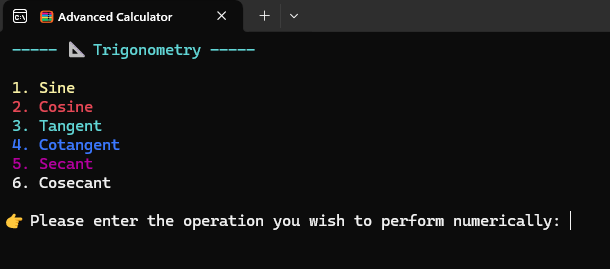 Advanced Calculator
----- 📐 Trigonometry -----
1. Sine
2. Cosine
3. Tangent
4. Cotangent
5. Secant
6. Cosecant
👉 Please enter the operation you wish to perform numerically: